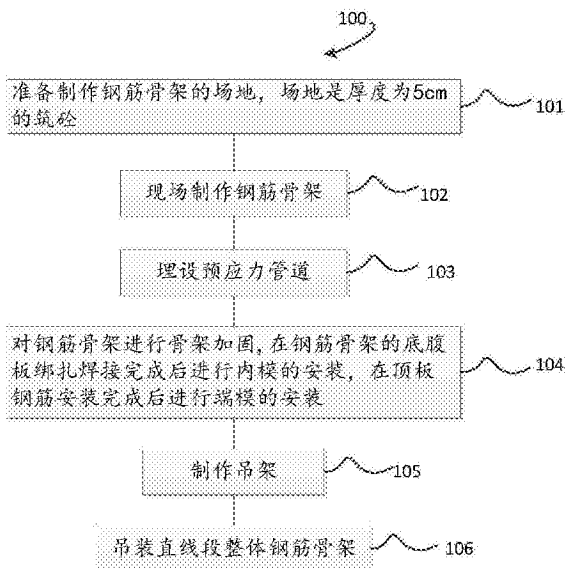 100
准备制作钢筋骨架的场地，场地是厚度为5cm
的筑砼
101
现场制作钢筋骨架
102
埋设预应力管道
103
对钢筋骨架进行骨架加固,在钢筋骨架的底腹
板绑扎焊接完成后进行内模的安装，在顶板
钢筋安装完成后进行端模的安装
104
制作吊架
105
吊装直线段整体钢筋骨架
106